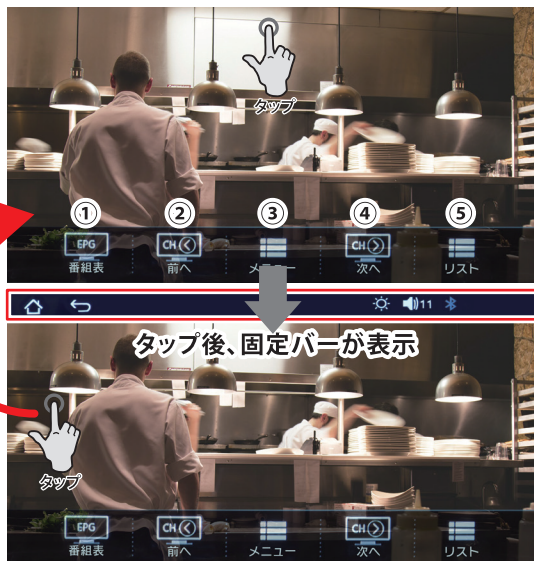 タップ
① ② ③ ④ ⑤
EPG CH CH
番組表 前へ メニュー 次へ リスト
11
タップ後、固定バーが表示
タップ
EPG CH CH
番組表 前へ メニュー 次へ リスト